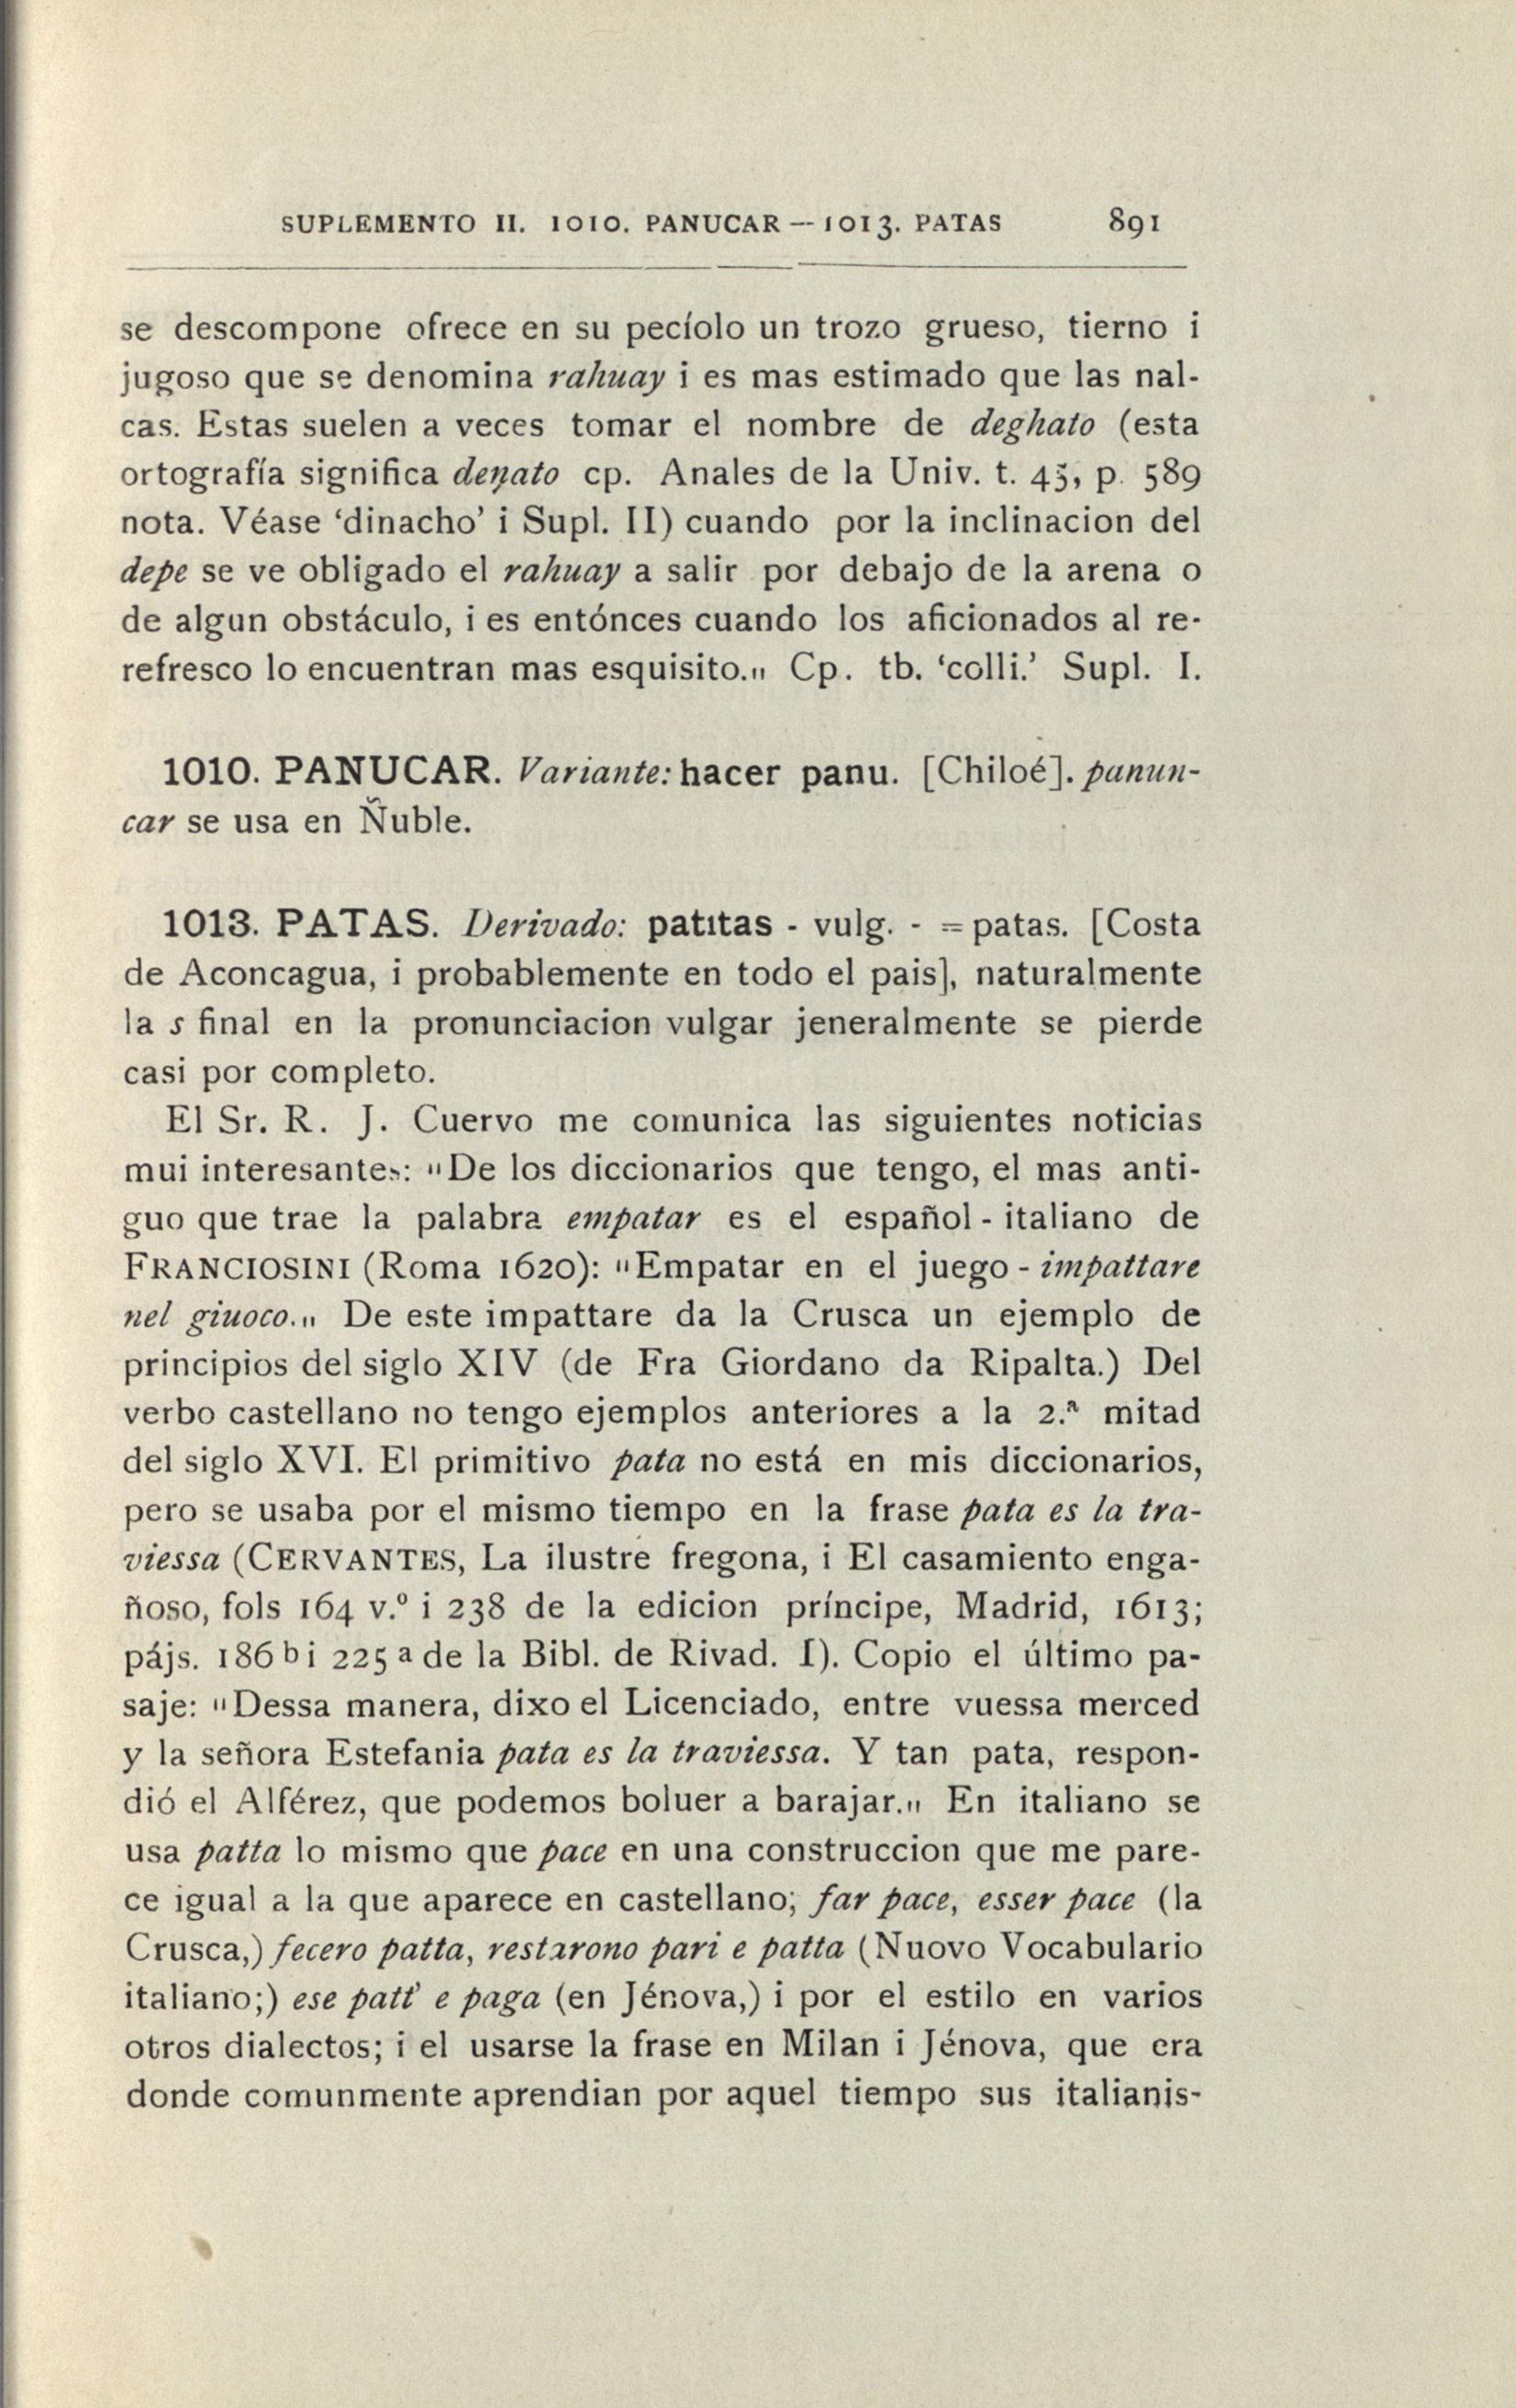 SUPLEMENTO II. 1010. PANUCAR — 1013. PATAS 891
se descompone ofrece en su pecíolo un trozo grueso, tierno i
jugoso que se denomina rahuay i es mas estimado que las nal-
cas. Estas suelen a veces tomar el nombre de deghato (esta
ortografía significa deŋato cp. Anales de la Univ. t. 43, p. 589
nota. Véase ‘dinacho’ i Supl. II) cuando por la inclinacion del
depe se ve obligado el rahuay a salir por debajo de la arena o
de algun obstáculo, i es entónces cuando los aficionados al re-
refresco lo encuentran mas esquisito.„ Cp. tb. ‘colli.’ Supl. I.
1010. PANUCAR. Variante: hacer panu. [Chiloé]. panun-
car se usa en Ñuble.
1013. PATAS. Derivado: patitas - vulg. - = patas. [Costa
de Aconcagua, i probablemente en todo el pais], naturalmente
la s final en la pronunciacion vulgar jeneralmente se pierde
casi por completo.
El Sr. R. J. Cuervo me comunica las siguientes noticias
mui interesantes: "De los diccionarios que tengo, el mas anti-
guo que trae la palabra empatar es el español - italiano de
FRANCIOSINI (Roma 1620): "Empatar en el juego - impattare
nel giuoco.„ De este impattare da la Crusca un ejemplo de
principios del siglo XIV (de Fra Giordano da Ripalta.) Del
verbo castellano no tengo ejemplos anteriores a la 2.ª mitad
del siglo XVI. El primitivo pata no está en mis diccionarios,
pero se usaba por el mismo tiempo en la frase pata es la tra-
viessa (CERVANTES, La ilustre fregona, i El casamiento enga-
ñoso, fols 164 v.º i 238 de la edicion príncipe, Madrid, 1613;
pájs. 186 b i 225 a de la Bibl. de Rivad. I). Copio el último pa-
saje: "Dessa manera, dixo el Licenciado, entre vuessa merced
y la señora Estefania pata es la traviessa. Y tan pata, respon-
dió el Alférez, que podemos boluer a barajar.„ En italiano se
usa patta lo mismo que pace en una construccion que me pare-
ce igual a la que aparece en castellano; far pace, esser pace (la
Crusca,) fecero patta, restarono pari e patta (Nuovo Vocabulario
italiano;) ese patt’ e paga (en Jénova,) i por el estilo en varios
otros dialectos; i el usarse la frase en Milan i Jénova, que era
donde comunmente aprendian por aquel tiempo sus italianis-